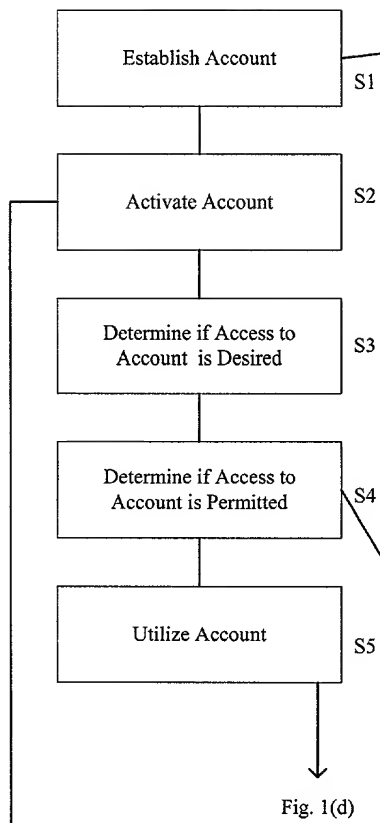 Establish Account
S1
Activate Account
S2
Determine if Access to
Account is Desired
S3
Determine if Access to
Account is Permitted
S4
Utilize Account
S5
Fig. 1(d)